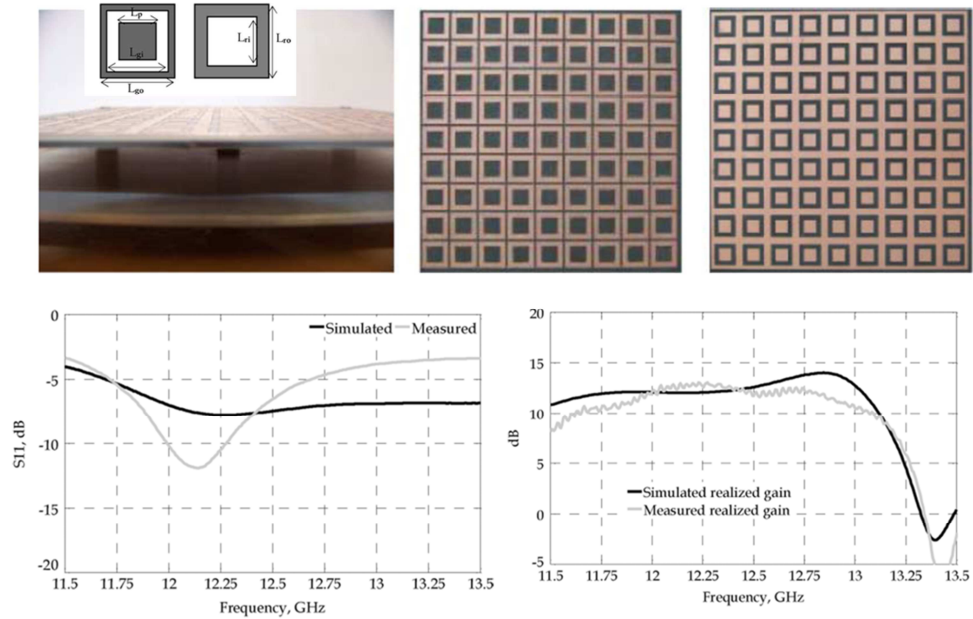 Lp
Lgi
Lgo
Lri
Lro
0
-5
-10
-15
-20
S11, dB
Simulated Measured
11.5 11.75 12 12.25 12.5 12.75 13 13.25 13.5
Frequency, GHz
20
15
10
5
0
-5
dB
Simulated realized gain
Measured realized gain
11.5 11.75 12 12.25 12.5 12.75 13 13.25 13.5
Frequency, GHz